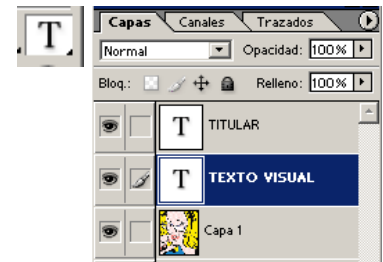 T
Capas Canales Trazados
Normal Opacidad: 100%
Bloq.: Relleno: 100%
T TITULAR
T TEXTO VISUAL
Capa 1